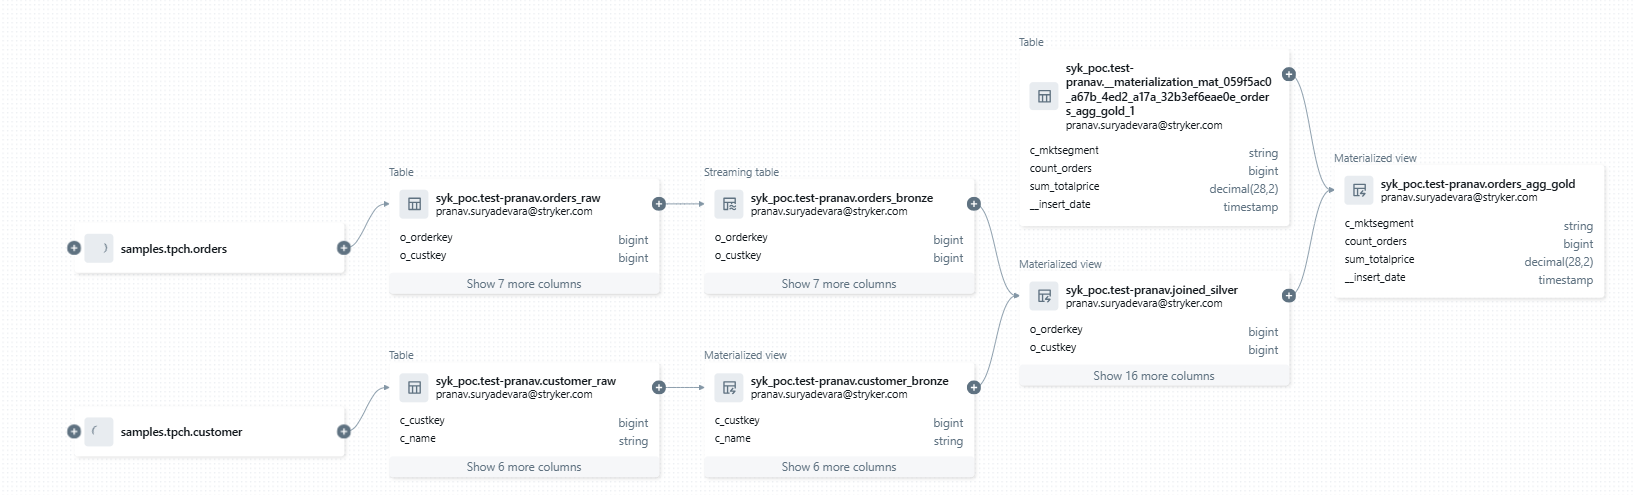 samples.tpch.orders
samples.tpch.customer
Table
syk_poc.test-pranav.orders_raw
pranav.suryadevara@stryker.com
o_orderkey bigint
o_custkey bigint
Show 7 more columns
Table
syk_poc.test-pranav.customer_raw
pranav.suryadevara@stryker.com
c_custkey bigint
c_name string
Show 6 more columns
Streaming table
syk_poc.test-pranav.orders_bronze
pranav.suryadevara@stryker.com
o_orderkey bigint
o_custkey bigint
Show 7 more columns
Materialized view
syk_poc.test-pranav.customer_bronze
pranav.suryadevara@stryker.com
c_custkey bigint
c_name string
Show 6 more columns
Table
syk_poc.test-
pranav.__materialization_mat_059f5ac0
_a67b_4ed2_a17a_32b3ef6eae0e_order
s_agg_gold_1
pranav.suryadevara@stryker.com
c_mktsegment string
count_orders bigint
sum_totalprice decimal(28,2)
__insert_date timestamp
Materialized view
syk_poc.test-pranav.joined_silver
pranav.suryadevara@stryker.com
o_orderkey bigint
o_custkey bigint
Show 16 more columns
Materialized view
syk_poc.test-pranav.orders_agg_gold
pranav.suryadevara@stryker.com
c_mktsegment string
count_orders bigint
sum_totalprice decimal(28,2)
__insert_date timestamp